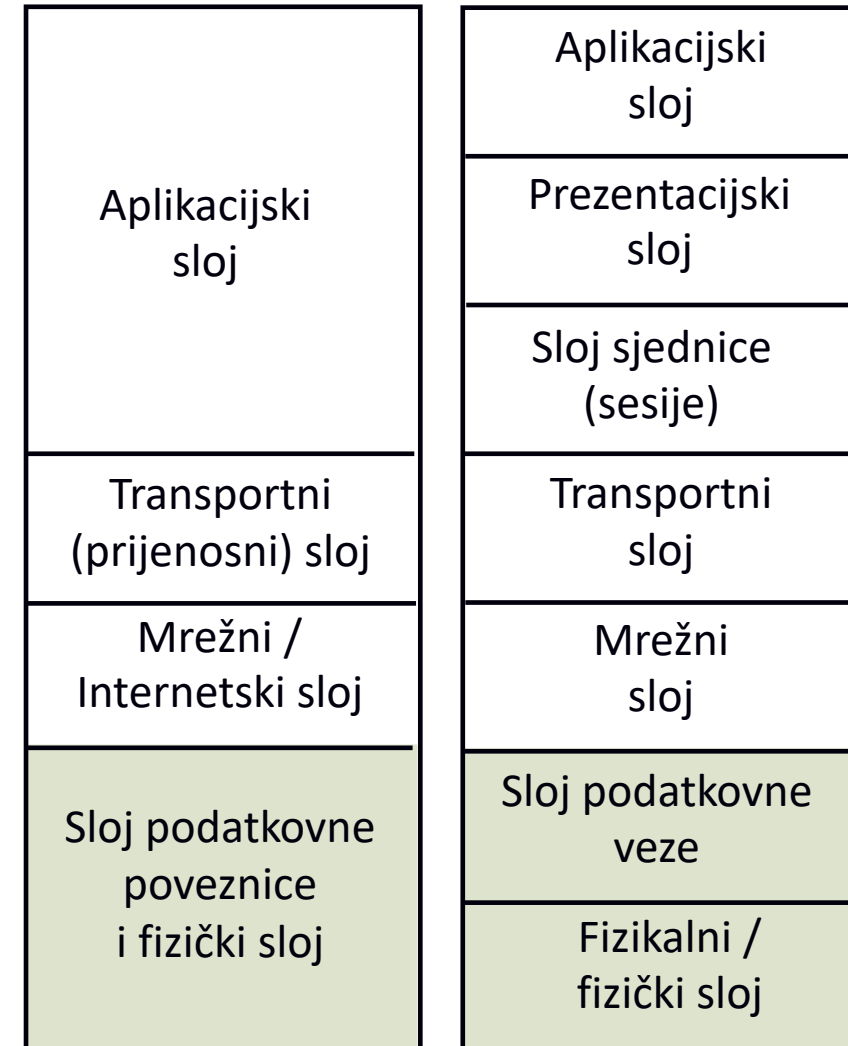 Aplikacijski
sloj
Transportni
(prijenosni) sloj
Mrežni /
Internetski sloj
Sloj podatkovne
poveznice
i fizički sloj
Aplikacijski
sloj
Prezentacijski
sloj
Sloj sjednice
(sesije)
Transportni
sloj
Mrežni
sloj
Sloj podatkovne
veze
Fizikalni /
fizički sloj